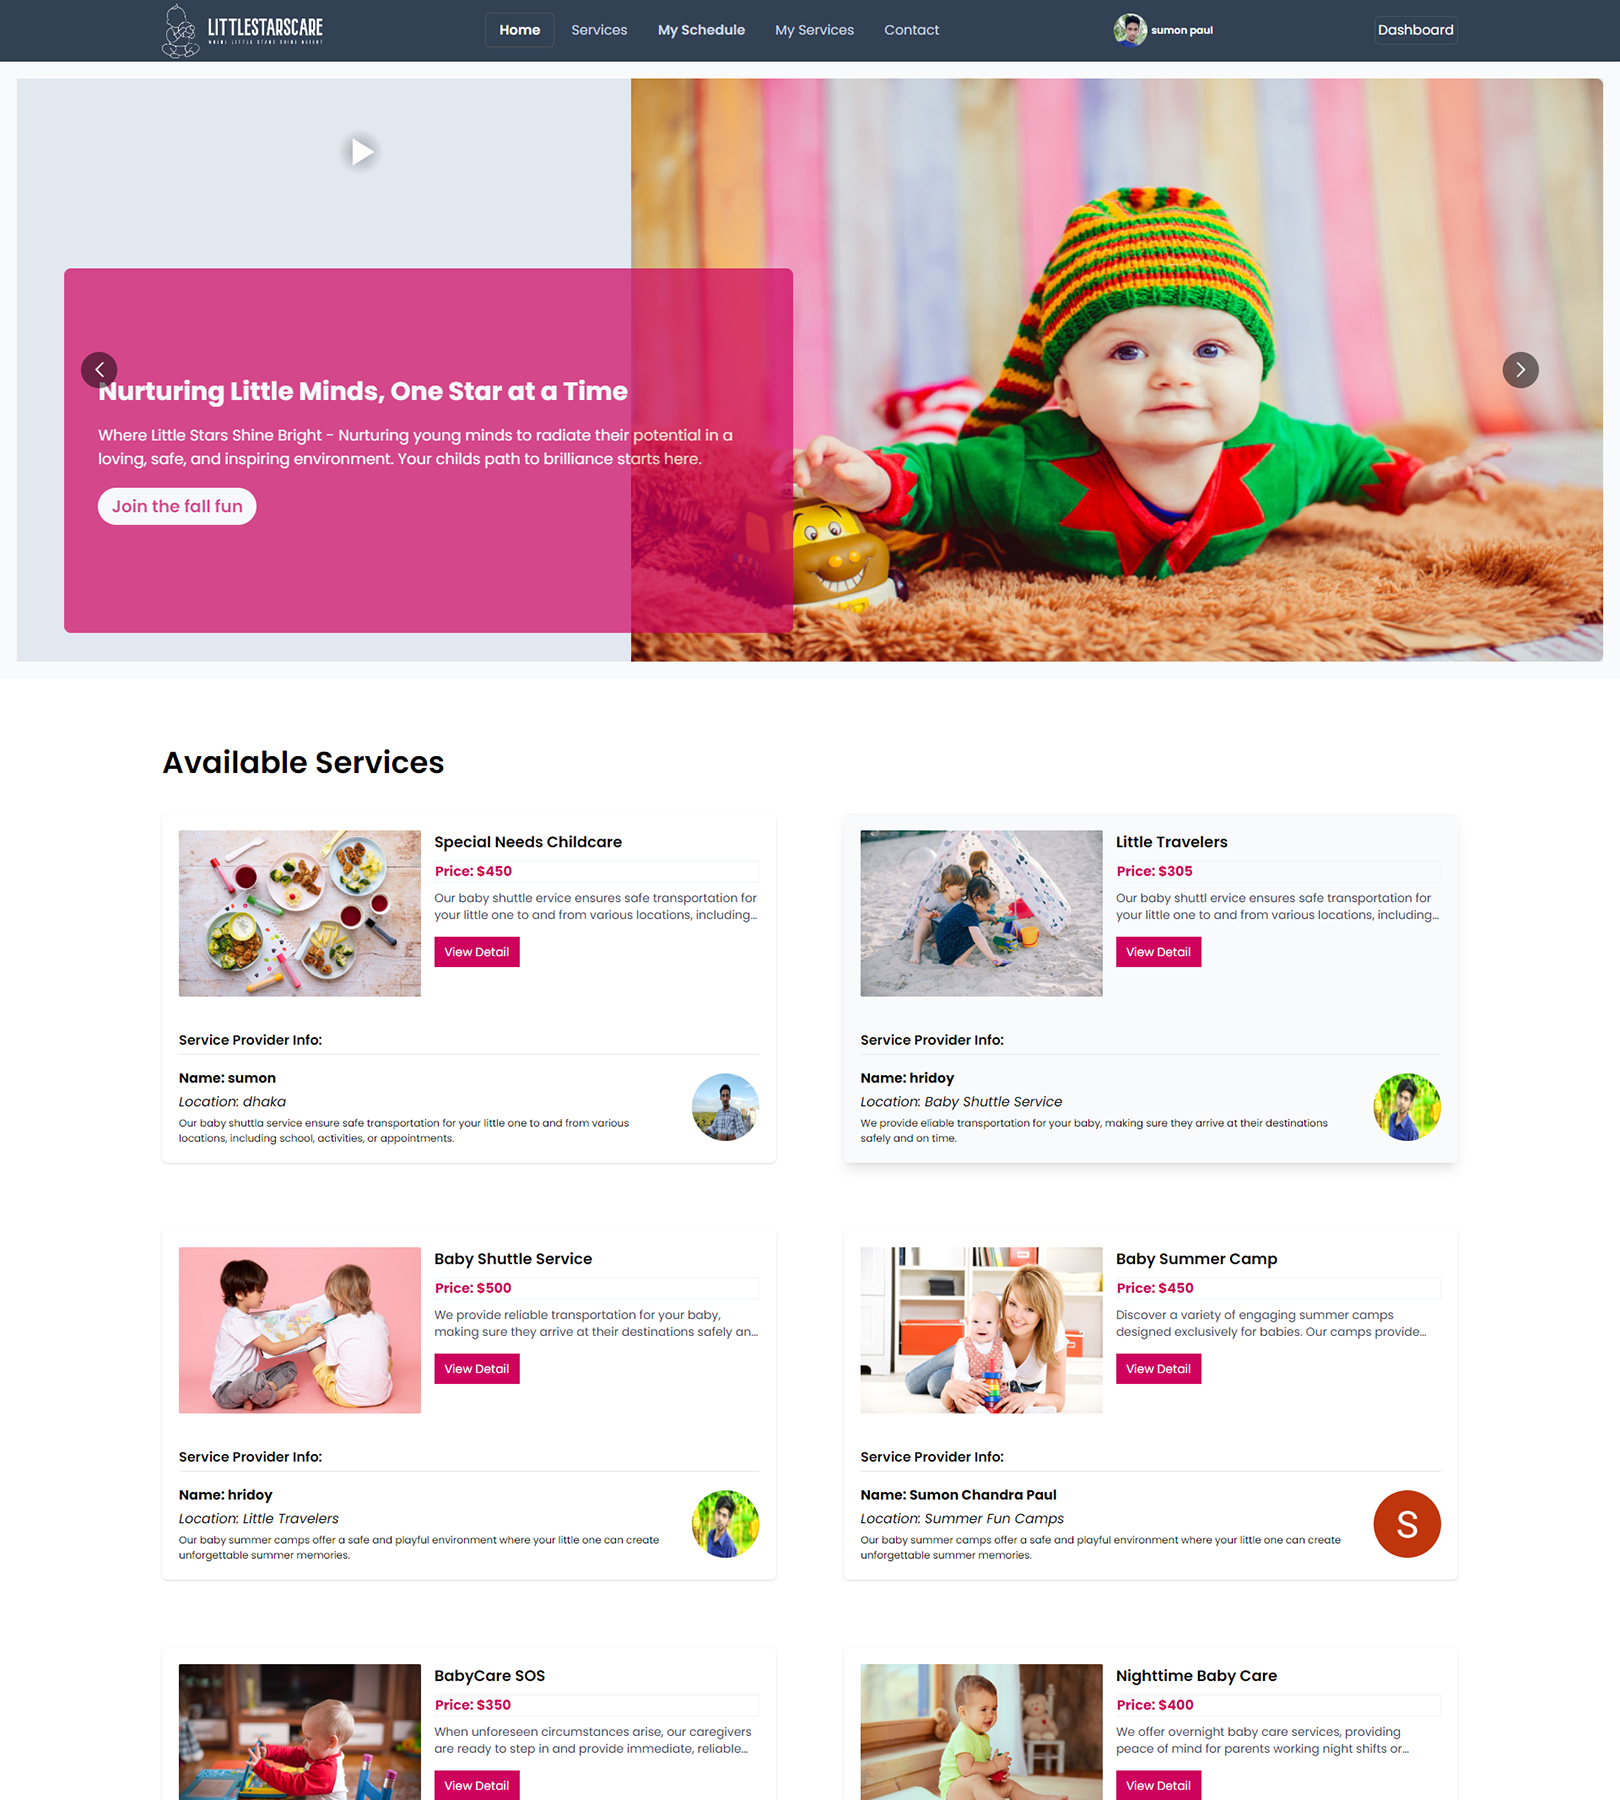 LITTLESTARSCARE
WHERE LITTLE STARS SHINE BRIGHT
Home
Services
My Schedule
My Services
Contact
sumon paul
Dashboard
Nurturing Little Minds, One Star at a Time
Where Little Stars Shine Bright - Nurturing young minds to radiate their potential in a
loving, safe, and inspiring environment. Your childs path to brilliance starts here.
Join the fall fun
Available Services
Special Needs Childcare
Price: $450
Our baby shuttle ervice ensures safe transportation for
your little one to and from various locations, including...
View Detail
Service Provider Info:
Name: sumon
Location: dhaka
Our baby shuttla service ensure safe transportation for your little one to and from various
locations, including school, activities, or appointments.
Little Travelers
Price: $305
Our baby shuttl ervice ensures safe transportation for
your little one to and from various locations, including...
View Detail
Service Provider Info:
Name: hridoy
Location: Baby Shuttle Service
We provide eliable transportation for your baby, making sure they arrive at their destinations
safely and on time.
Baby Shuttle Service
Price: $500
We provide reliable transportation for your baby,
making sure they arrive at their destinations safely an...
View Detail
Service Provider Info:
Name: hridoy
Location: Little Travelers
Our baby summer camps offer a safe and playful environment where your little one can create
unforgettable summer memories.
Baby Summer Camp
Price: $450
Discover a variety of engaging summer camps
designed exclusively for babies. Our camps provide...
View Detail
Service Provider Info:
Name: Sumon Chandra Paul
Location: Summer Fun Camps
Our baby summer camps offer a safe and playful environment where your little one can create
unforgettable summer memories.
S
BabyCare SOS
Price: $350
When unforeseen circumstances arise, our caregivers
are ready to step in and provide immediate, reliable...
View Detail
Nighttime Baby Care
Price: $400
We offer overnight baby care services, providing
peace of mind for parents working night shifts or...
View Detail